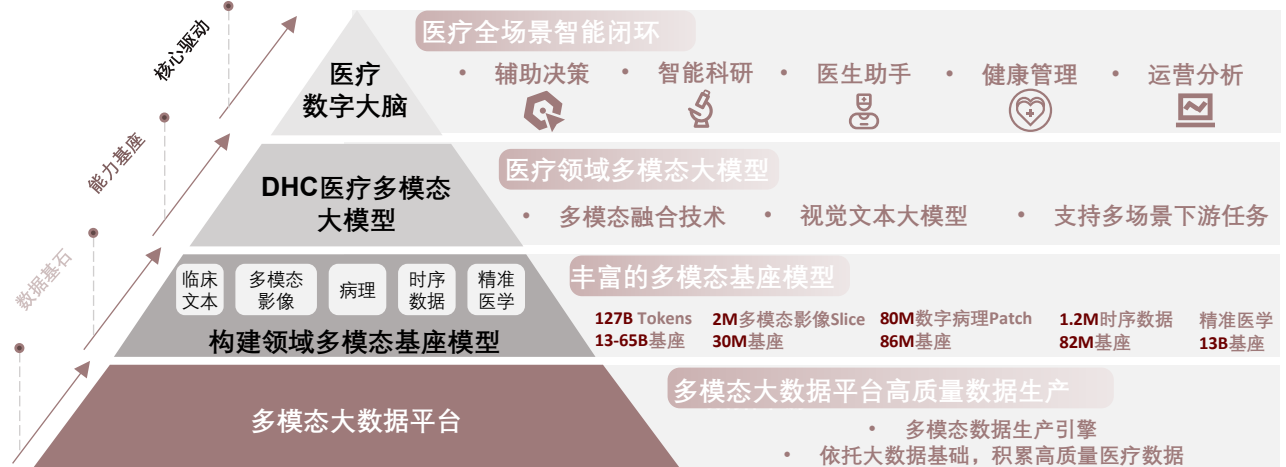 核心驱动
能力基座
数据基石
医疗
数字大脑
医疗全场景智能闭环
• 辅助决策 • 智能科研 • 医生助手 • 健康管理 • 运营分析
DHC医疗多模态
大模型
医疗领域多模态大模型
• 多模态融合技术 • 视觉文本大模型 • 支持多场景下游任务
临床
文本
多模态
影像
病理
时序
数据
精准
医学
构建领域多模态基座模型
丰富的多模态基座模型
127B Tokens
13-65B基座
2M多模态影像Slice
30M基座
80M数字病理Patch
86M基座
1.2M时序数据
82M基座
精准医学
13B基座
多模态大数据平台
多模态大数据平台高质量数据生产
• 多模态数据生产引擎
• 依托大数据基础，积累高质量医疗数据